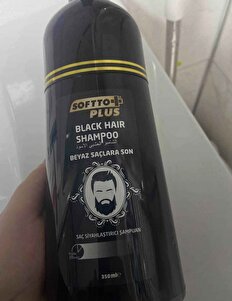 SOFTTO
PLUS
BLACK HAIR
SHAMPOO
BEYAZ SAÇLARA SON
SAÇ SİYAHLAŞTIRICI ŞAMPUAN
350ml e